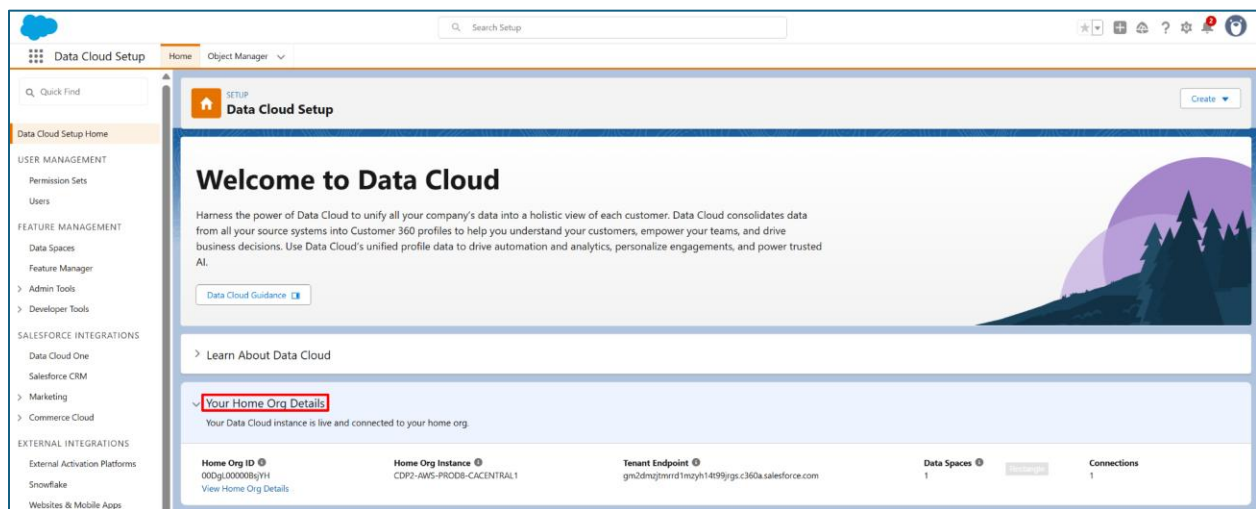 Search Setup
2
Data Cloud Setup
Home
Object Manager
Quick Find
SETUP
Data Cloud Setup
Create
Data Cloud Setup Home
USER MANAGEMENT
Permission Sets
Users
FEATURE MANAGEMENT
Data Spaces
Feature Manager
Admin Tools
Developer Tools
SALESFORCE INTEGRATIONS
Data Cloud One
Salesforce CRM
Marketing
Commerce Cloud
EXTERNAL INTEGRATIONS
External Activation Platforms
Snowflake
Websites & Mobile Apps
Welcome to Data Cloud
Harness the power of Data Cloud to unify all your company's data into a holistic view of each customer. Data Cloud consolidates data
from all your source systems into Customer 360 profiles to help you understand your customers, empower your teams, and drive
business decisions. Use Data Cloud's unified profile data to drive automation and analytics, personalize engagements, and power trusted
AI.
Data Cloud Guidance
Learn About Data Cloud
Your Home Org Details
Your Data Cloud instance is live and connected to your home org.
Home Org ID
00DgL000008sjYH
View Home Org Details
Home Org Instance
CDP2-AWS-PROD8-CACENTRAL1
Tenant Endpoint
gm2dmzjtmrrd1mzyh14t99jrgs.c360a.salesforce.com
Data Spaces
1
Rectangle
Connections
1